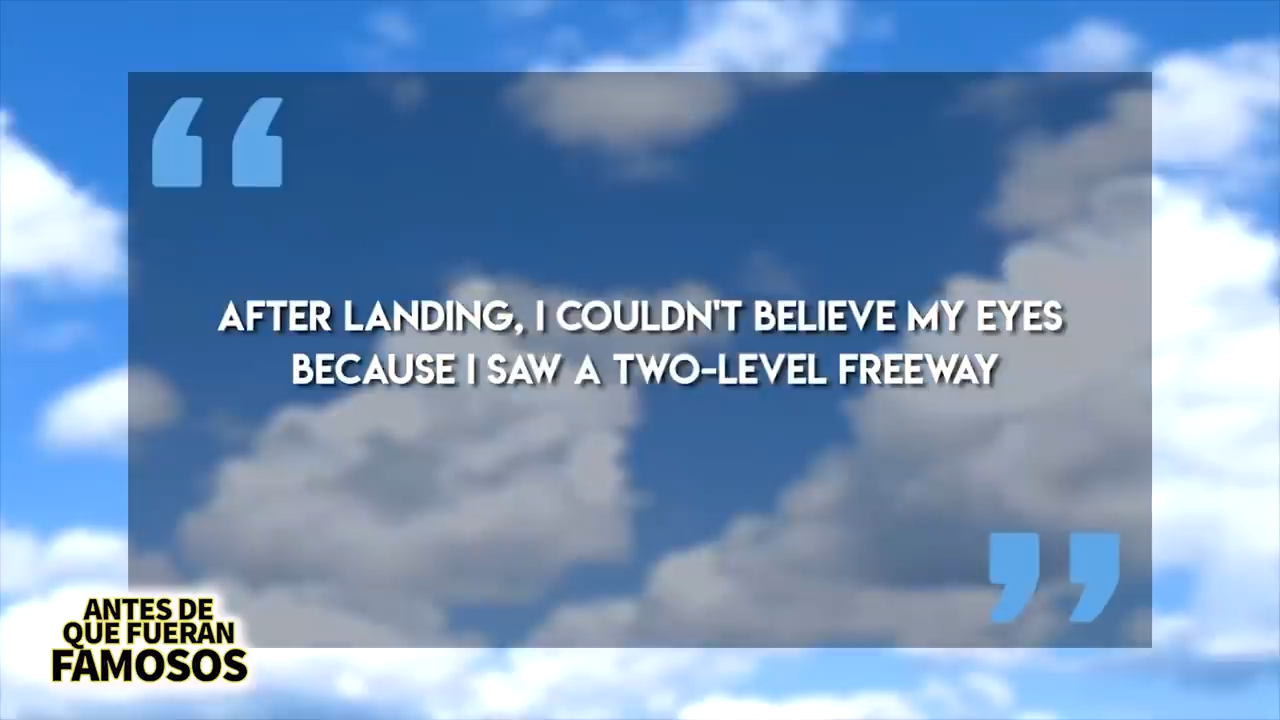 AFTER LANDING, I COULDN'T BELIEVE MY EYES
BECAUSE I SAW A TWO-LEVEL FREEWAY
ANTES DE
QUE FUERAN
FAMOSOS